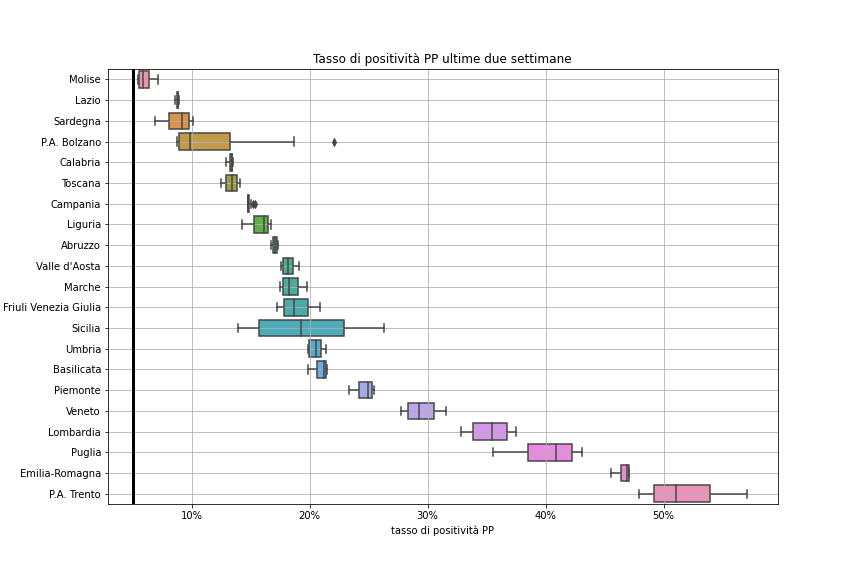 Tasso di positività PP ultime due settimane
Molise
Lazio
Sardegna
P.A. Bolzano
Calabria
Toscana
Campania
Liguria
Abruzzo
Valle d'Aosta
Marche
Friuli Venezia Giulia
Sicilia
Umbria
Basilicata
Piemonte
Veneto
Lombardia
Puglia
Emilia-Romagna
P.A. Trento
10% 20% 30% 40% 50%
tasso di positività PP